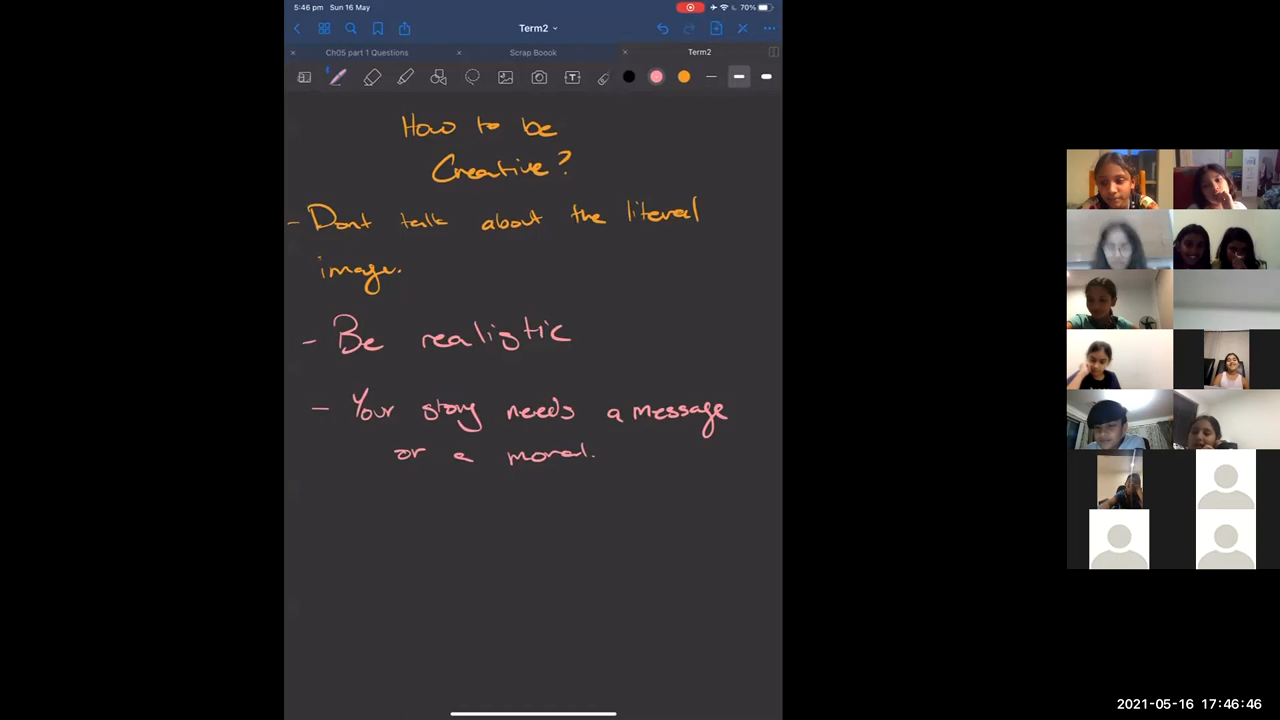 5:46 pm Sun 16 May
70%
Term2
Ch05 part 1 Questions
Scrap Boook
Term2
How to be
Creative?
- Dont talk about the literal
image.
- Be realistic
- Your story needs a message
or a moral.
2021-05-16 17:46:46